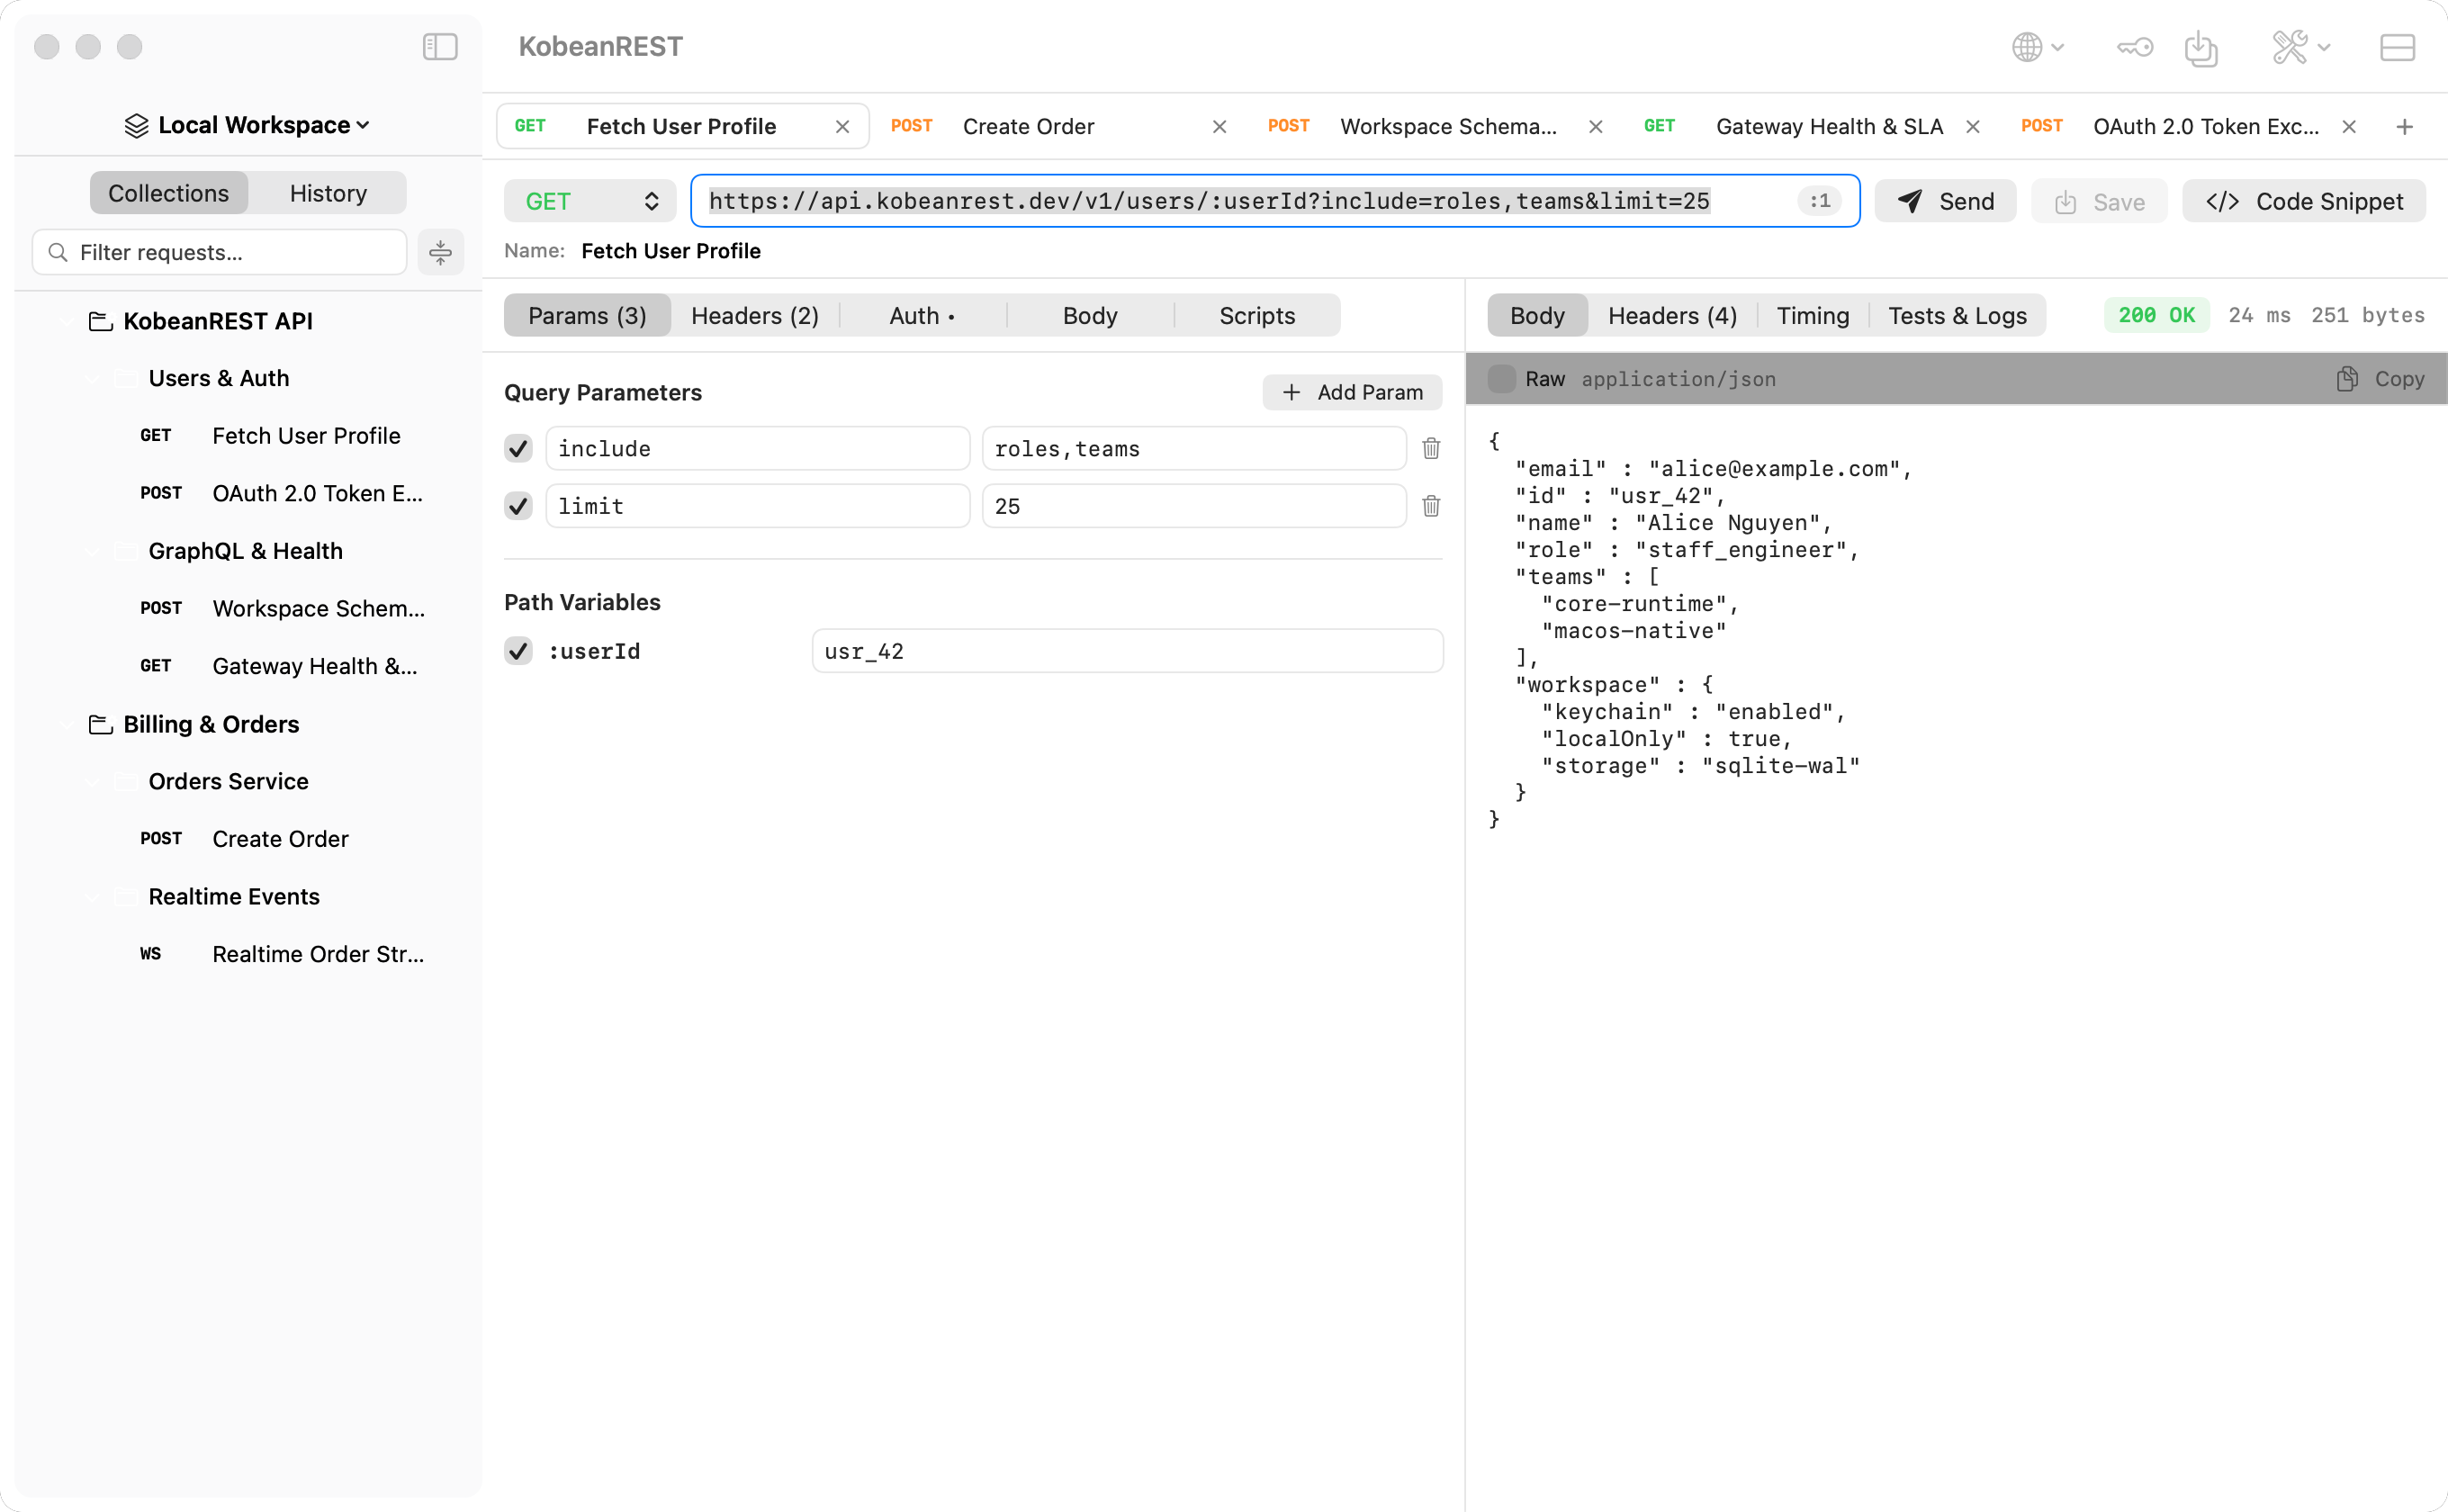 KobeanREST
Local Workspace
Collections
History
Filter requests...
KobeanREST API
Users & Auth
GET Fetch User Profile
POST OAuth 2.0 Token E...
GraphQL & Health
POST Workspace Schem...
GET Gateway Health &...
Billing & Orders
Orders Service
POST Create Order
Realtime Events
WS Realtime Order Str...
GET Fetch User Profile
POST Create Order
POST Workspace Schema...
GET Gateway Health & SLA
POST OAuth 2.0 Token Exc...
GET
https://api.kobeanrest.dev/v1/users/:userId?include=roles,teams&limit=25
:1
Send
Save
</> Code Snippet
Name: Fetch User Profile
Params (3)
Headers (2)
Auth •
Body
Scripts
Query Parameters
+ Add Param
include roles,teams
limit 25
Path Variables
:userId usr_42
Body
Headers (4)
Timing
Tests & Logs
200 OK 24 ms 251 bytes
Raw application/json
Copy
{
  "email" : "alice@example.com",
  "id" : "usr_42",
  "name" : "Alice Nguyen",
  "role" : "staff_engineer",
  "teams" : [
    "core-runtime",
    "macos-native"
  ],
  "workspace" : {
    "keychain" : "enabled",
    "localOnly" : true,
    "storage" : "sqlite-wal"
  }
}